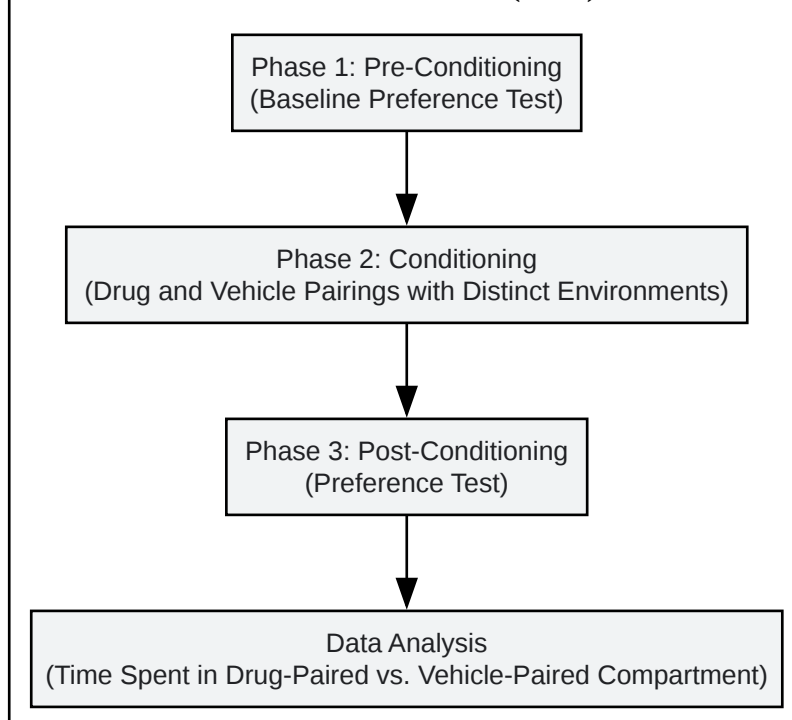 Phase 1: Pre-Conditioning
(Baseline Preference Test)
Phase 2: Conditioning
(Drug and Vehicle Pairings with Distinct Environments)
Phase 3: Post-Conditioning
(Preference Test)
Data Analysis
(Time Spent in Drug-Paired vs. Vehicle-Paired Compartment)